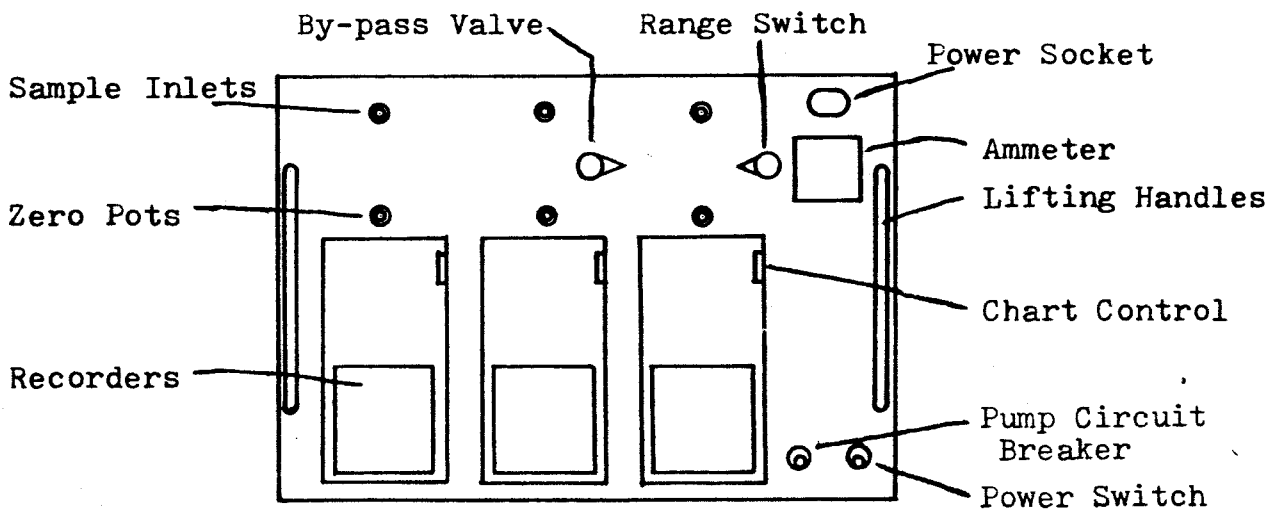 By-pass Valve
Range Switch
Power Socket
Sample Inlets
Ammeter
Lifting Handles
Zero Pots
Chart Control
Recorders
Pump Circuit
Breaker
Power Switch